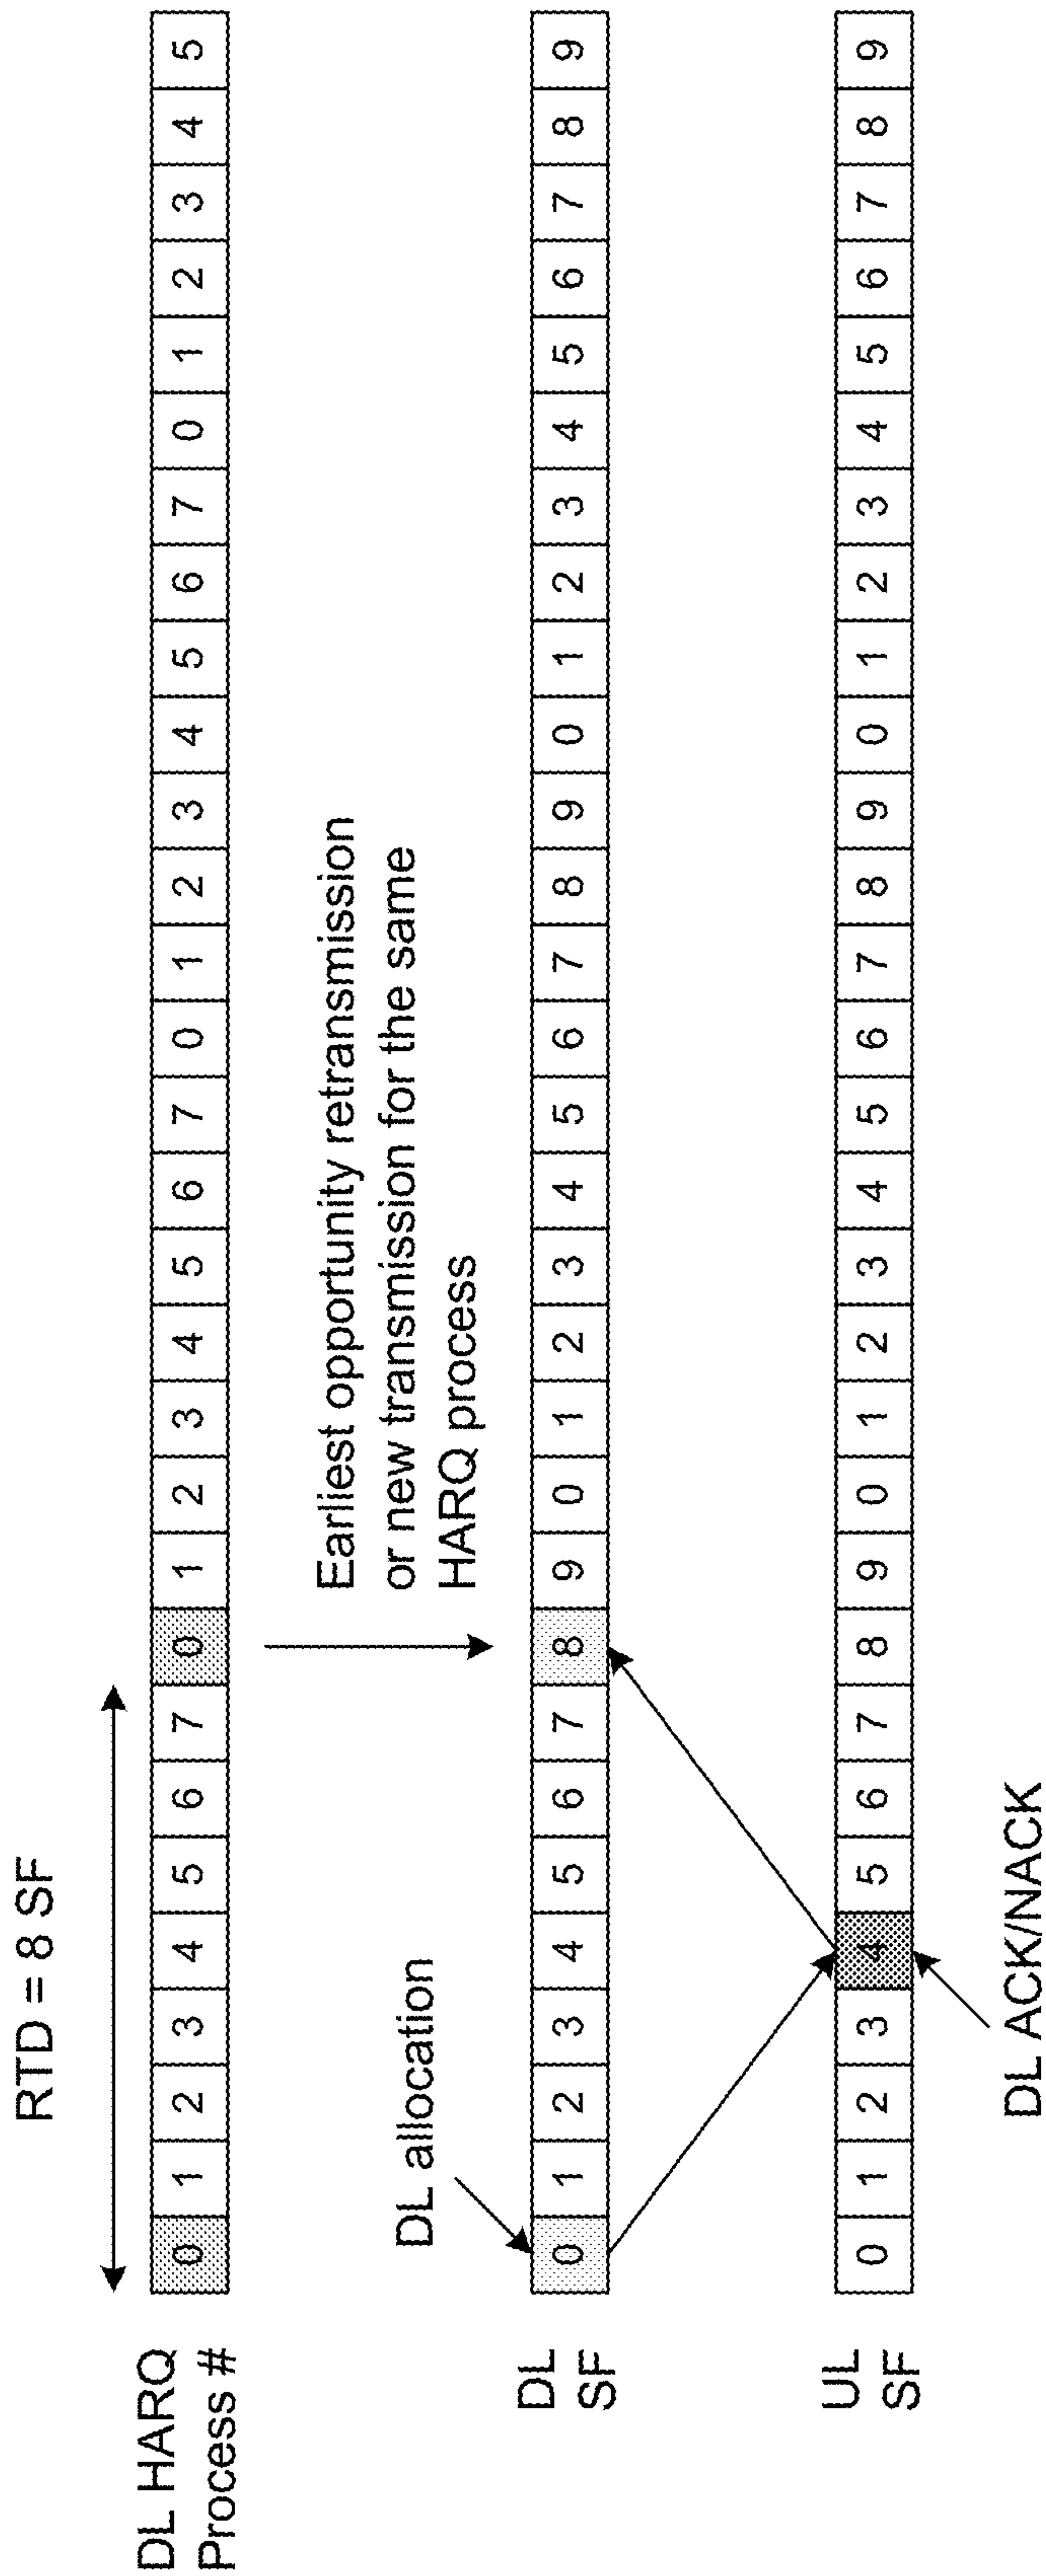 RTD = 8 SF
DL HARQ
Process #
0 1 2 3 4 5 6 7 0 1 2 3 4 5 6 7 0 1 2 3 4 5 6 7 0 1 2 3 4 5
Earliest opportunity retransmission
or new transmission for the same
HARQ process
DL allocation
DL
SF
0 1 2 3 4 5 6 7 8 9 0 1 2 3 4 5 6 7 8 9 0 1 2 3 4 5 6 7 8 9
UL
SF
0 1 2 3 4 5 6 7 8 9 0 1 2 3 4 5 6 7 8 9 0 1 2 3 4 5 6 7 8 9
DL ACK/NACK